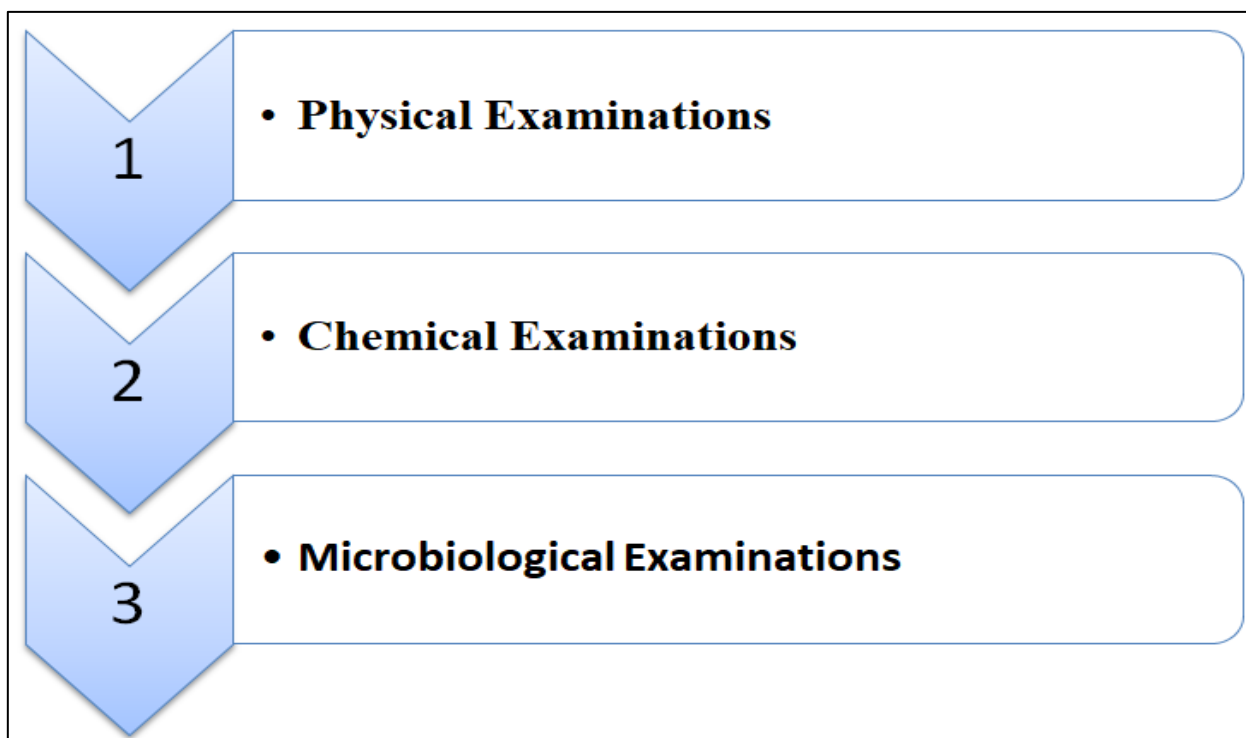 1
• Physical Examinations
2
• Chemical Examinations
3
• Microbiological Examinations